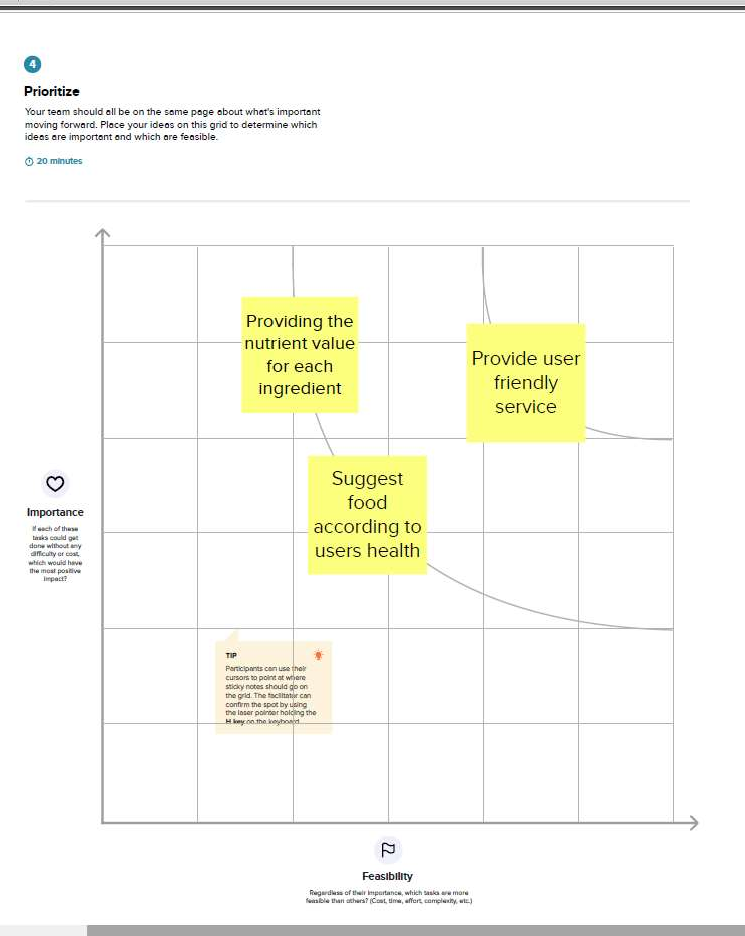 4
Prioritize
Your team should all be on the same page about what's important
moving forward. Place your ideas on this grid to determine which
ideas are important and which are feasible.
20 minutes
Providing the
nutrient value
for each
ingredient
Provide user
friendly
service
Suggest
food
according to
users health
Importance
If each of these
tasks could get
done without any
difficulty or cost,
which would have
the most positive
impact?
TIP
Participants can use their
cursors to point at where
sticky notes should go on
the grid. The facilitator can
confirm the spot by using
the laser pointer holding the
H key on the keyboard.
Feasibility
Regardless of their importance, which tasks are more
feasible than others? (Cost, time, effort, complexity, etc.)